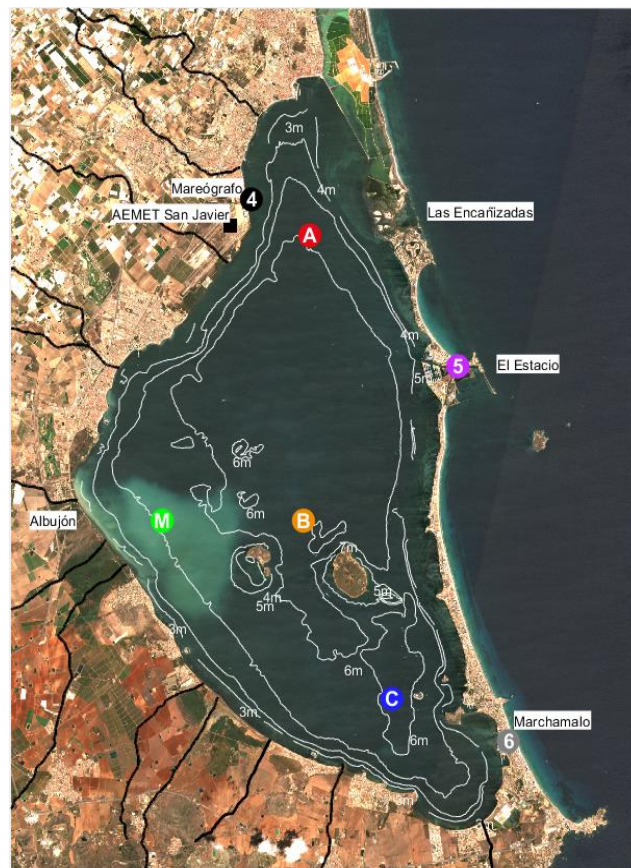 3m
Mareógrafo
4
4m
AEMET San Javier
Las Encañizadas
A
4m
5m
5
El Estacio
6m
6m
Albujón
M
B
7m
4m
5m
5m
3m
6m
C
3m
6m
Marchamalo
6